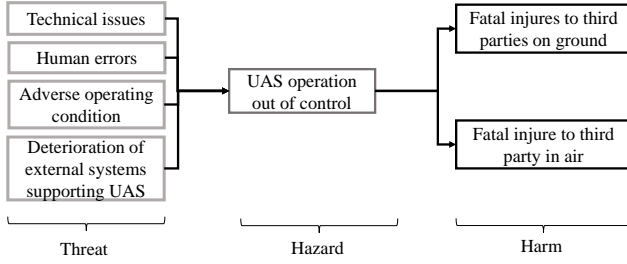 Technical issues
Human errors
Adverse operating
condition
Deterioration of
external systems
supporting UAS
UAS operation
out of control
Fatal injures to third
parties on ground
Fatal injure to third
party in air
Threat
Hazard
Harm